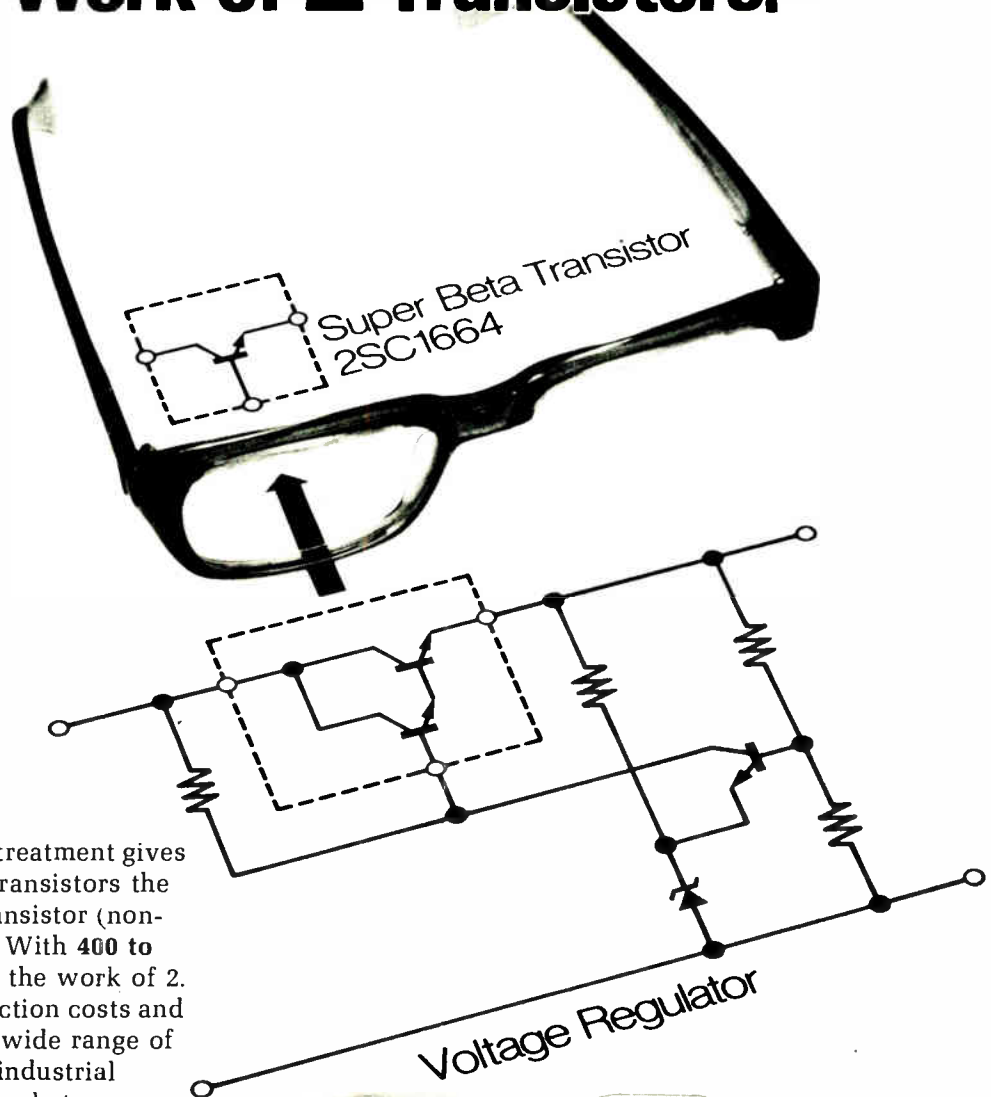 Work of 2 Transistors.
Super Beta Transistor
2SC1664
treatment gives
ransistors the
nsistor (non-
With 400 to
the work of 2.
ction costs and
wide range of
industrial
Voltage Regulator